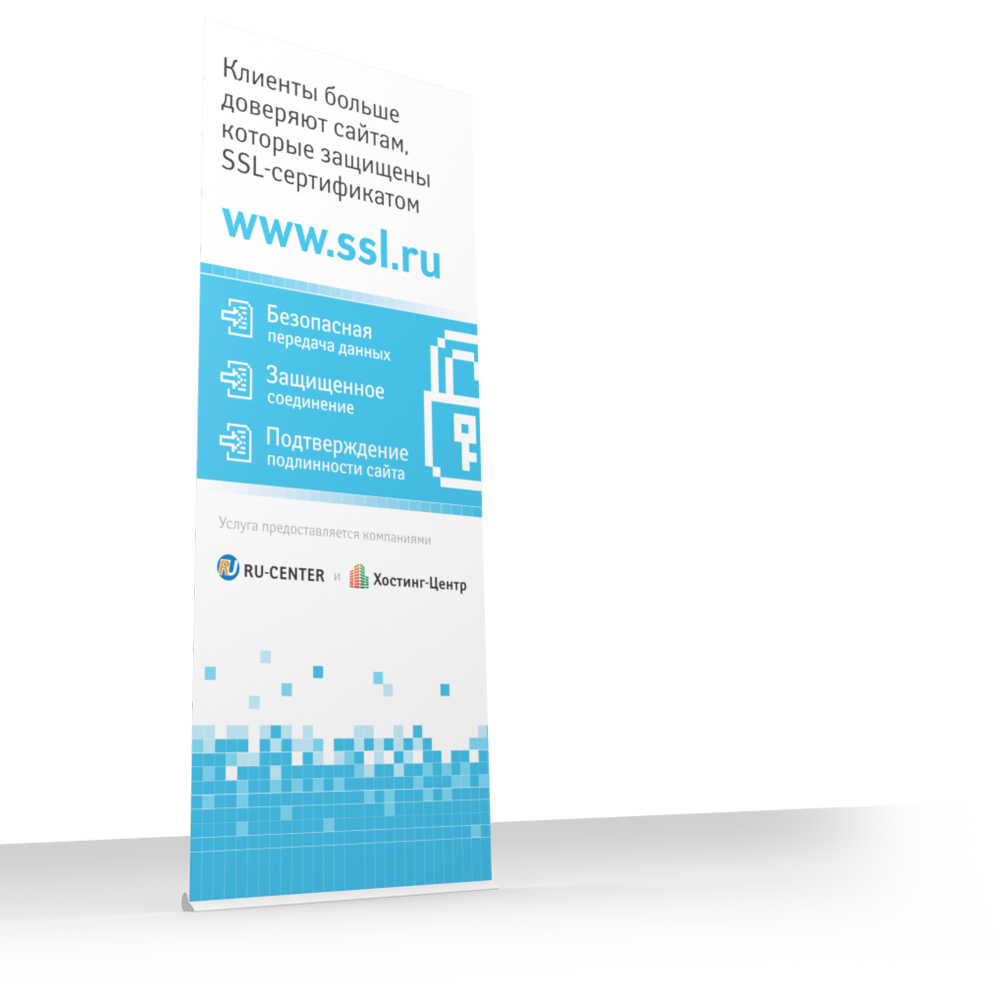 Клиенты больше
доверяют сайтам,
которые защищены
SSL-сертификатом
www.ssl.ru
Безопасная
передача данных
Защищенное
соединение
Подтверждение
подлинности сайта
Услуга предоставляется компаниями
RU RU-CENTER и Хостинг-Центр